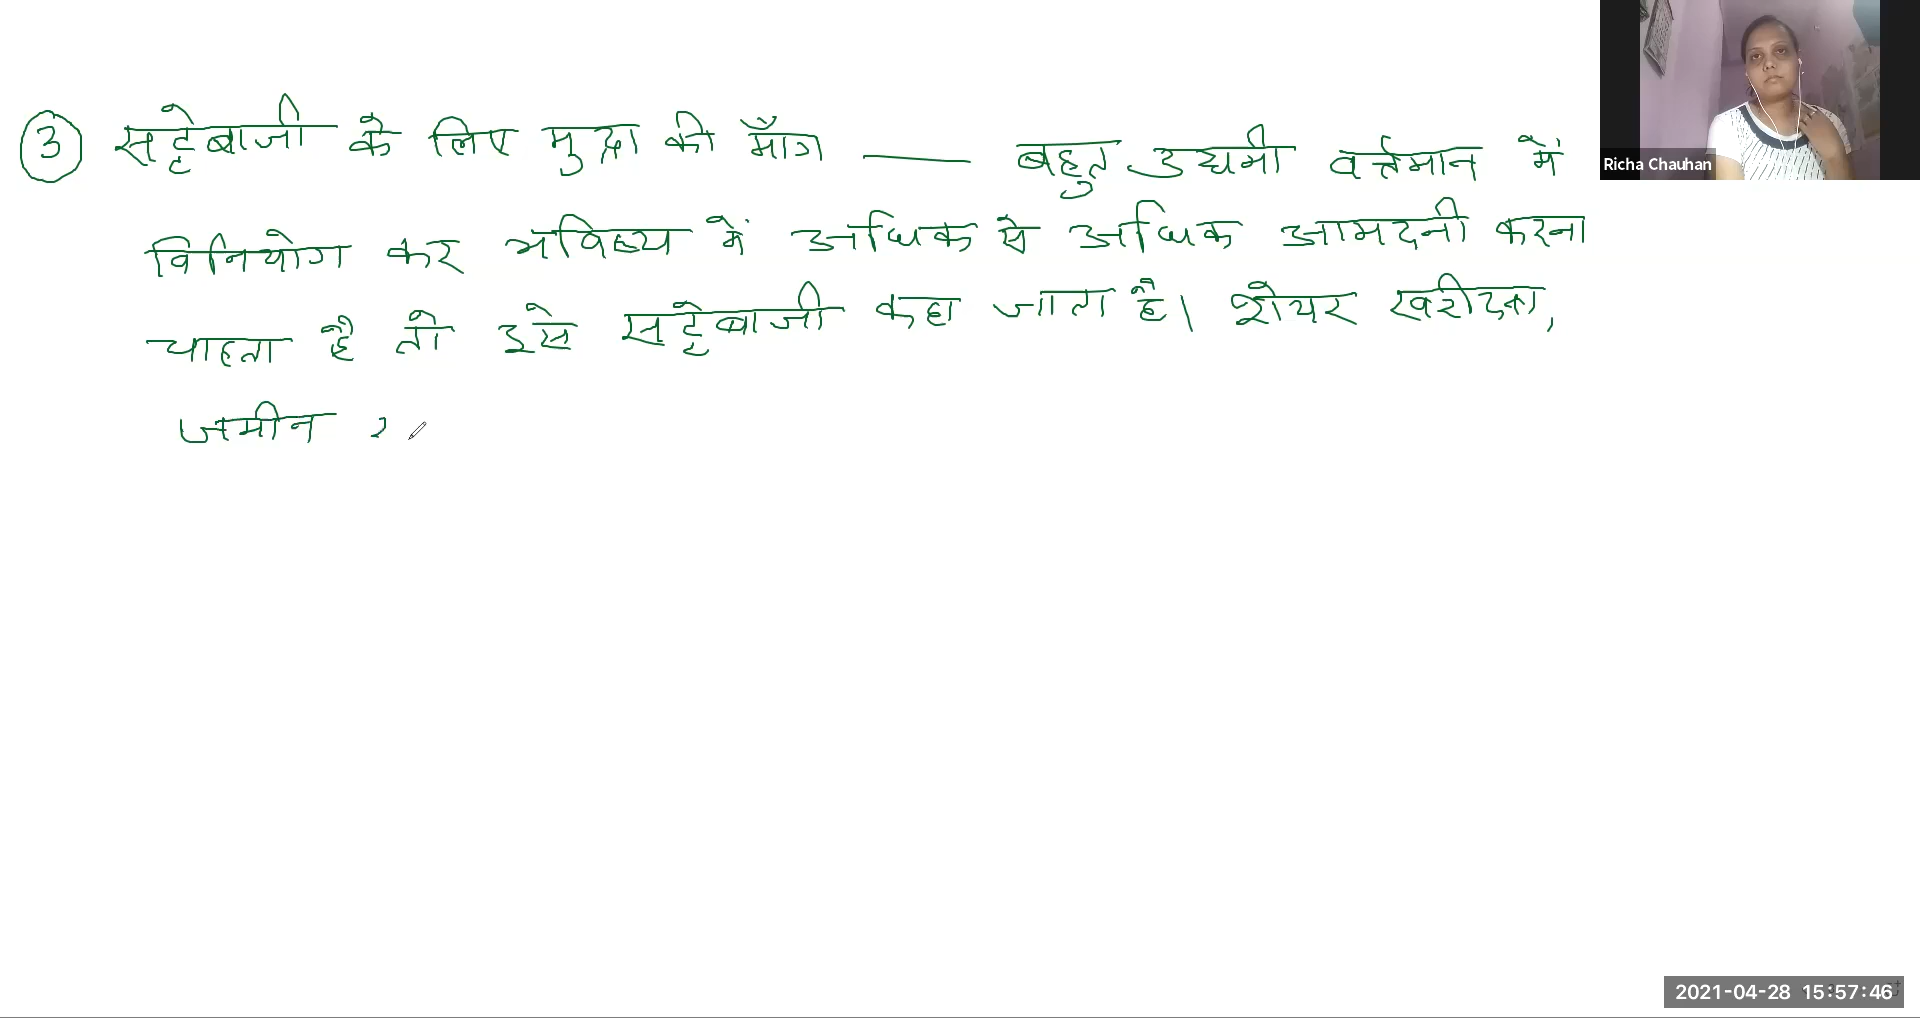 ③ सट्टेबाजी के लिए मुद्रा की माँग —— बहुत उद्यमी वर्त्तमान में
विनियोग कर भविष्य में अधिक से अधिक आमदनी करना
चाहता है तो इसे सट्टेबाजी कहा जाता है। शेयर खरीदना,
जमीन
Richa Chauhan
2021-04-28 15:57:46